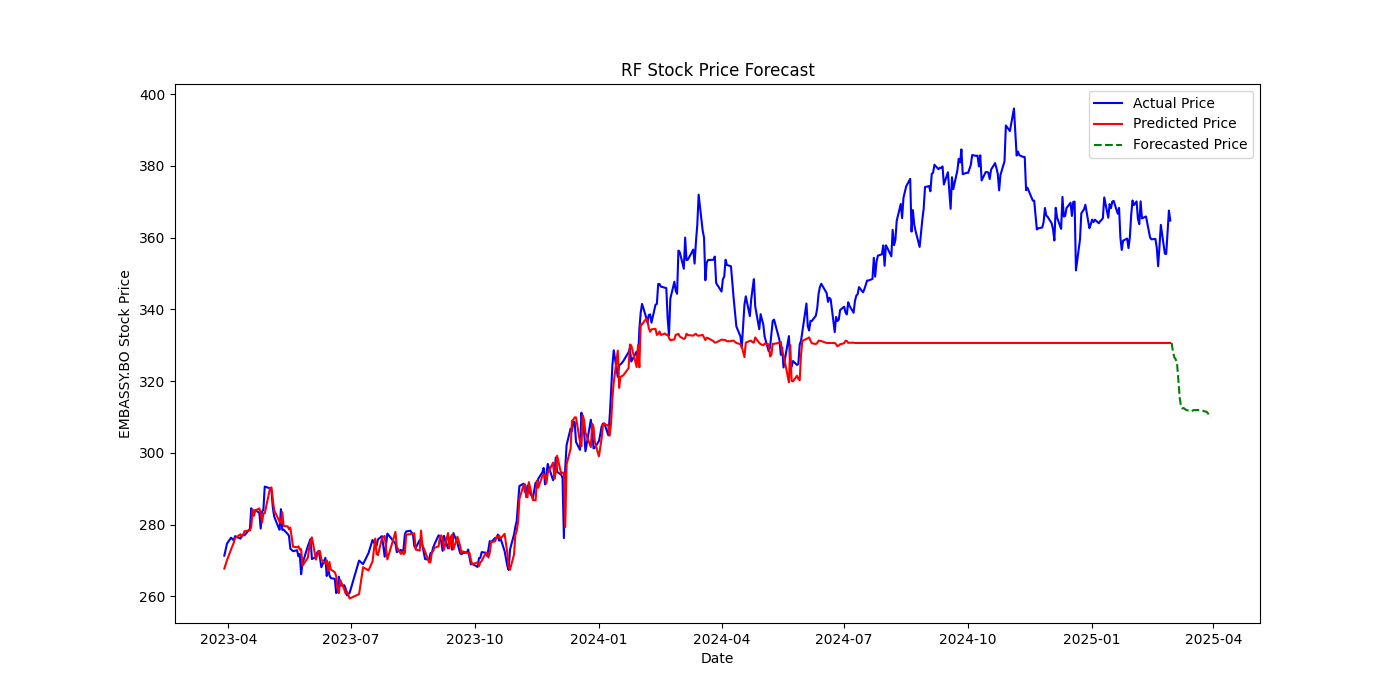 RF Stock Price Forecast
EMBASSY.BO Stock Price
400
380
360
340
320
300
280
260
Actual Price
Predicted Price
Forecasted Price
2023-04
2023-07
2023-10
2024-01
2024-04
2024-07
2024-10
2025-01
2025-04
Date